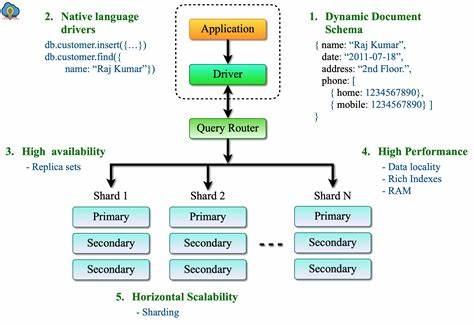 2. Native language
drivers
db.customer.insert({…})
db.customer.find({
name: “Raj Kumar”})
Application
Driver
Query Router
1. Dynamic Document
Schema
{ name: “Raj Kumar”,
date: “2011-07-18”,
address: “2nd Floor.”,
phone: [
{ home: 1234567890},
{ mobile: 1234567890} ]
}
3. High availability
- Replica sets
4. High Performance
- Data locality
- Rich Indexes
- RAM
Shard 1
Shard 2
Shard N
Primary
Primary
Primary
Secondary
Secondary
Secondary
Secondary
Secondary
Secondary
5. Horizontal Scalability
- Sharding